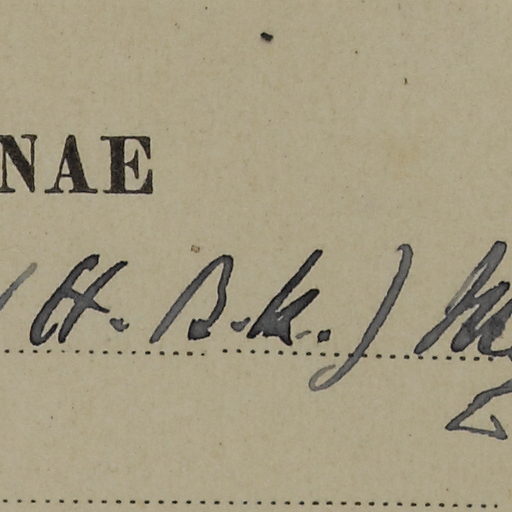 NAE
(H. B. K.)